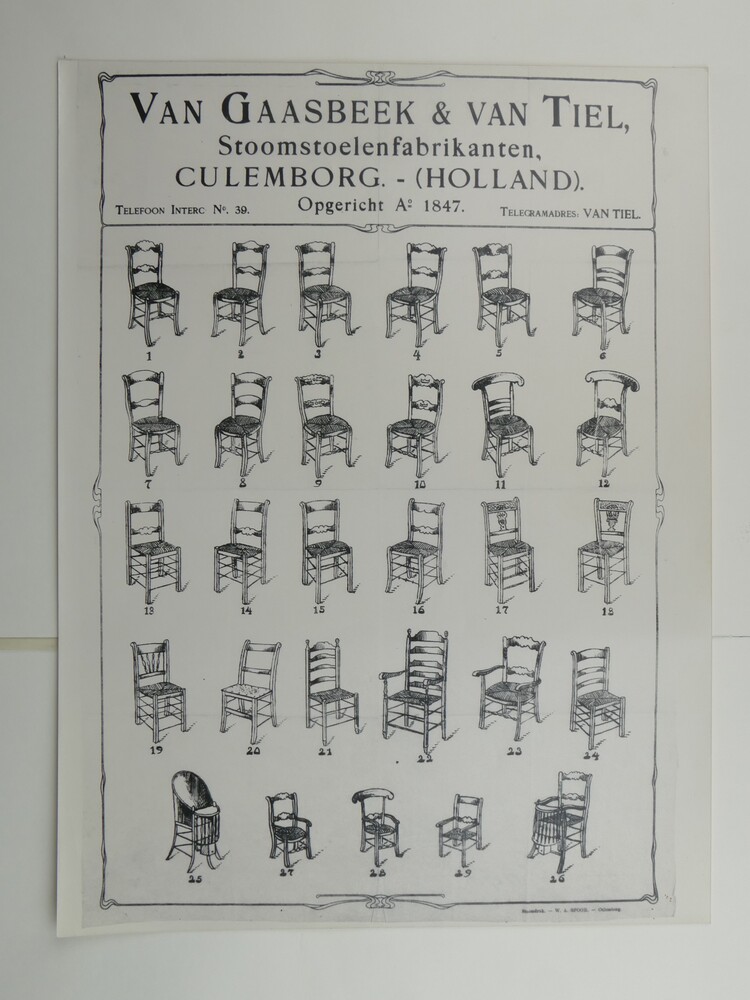 VAN GAASBEEK & VAN TIEL,
Stoomstoelenfabrikanten,
CULEMBORG. - (HOLLAND).
TELEFOON INTERC Nº. 39.
Opgericht Aº 1847.
TELEGRAMADRES: VAN TIEL.
1 2 3 4 5 6
7 8 9 10 11 12
13 14 15 16 17 18
19 20 21 22 23 24
25 27 28 29 26